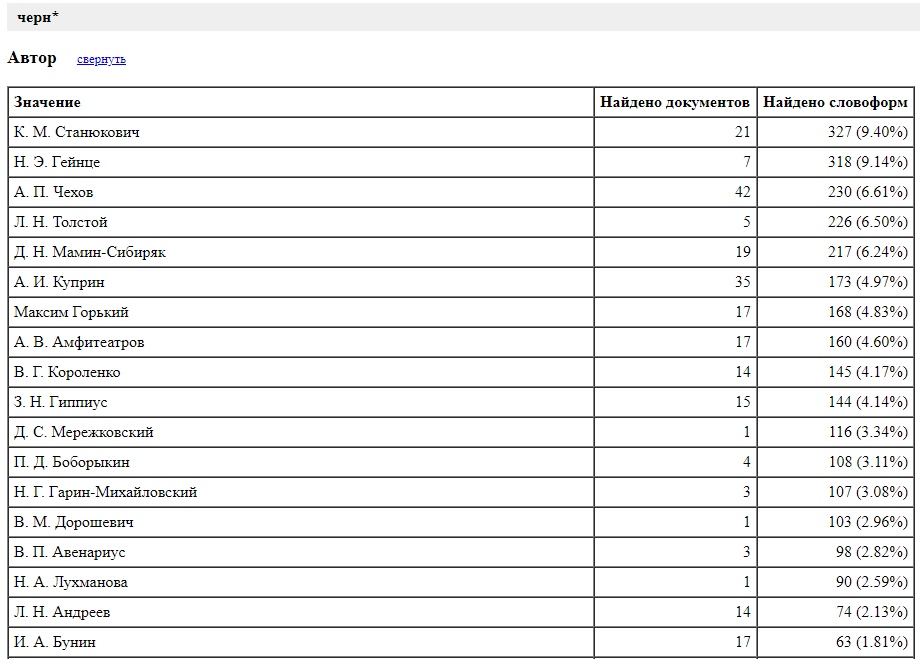 черн*
Автор свернуть
Значение Найдено документов Найдено словоформ
К. М. Станюкович 21 327 (9.40%)
Н. Э. Гейнце 7 318 (9.14%)
А. П. Чехов 42 230 (6.61%)
Л. Н. Толстой 5 226 (6.50%)
Д. Н. Мамин-Сибиряк 19 217 (6.24%)
А. И. Куприн 35 173 (4.97%)
Максим Горький 17 168 (4.83%)
А. В. Амфитеатров 17 160 (4.60%)
В. Г. Короленко 14 145 (4.17%)
З. Н. Гиппиус 15 144 (4.14%)
Д. С. Мережковский 1 116 (3.34%)
П. Д. Боборыкин 4 108 (3.11%)
Н. Г. Гарин-Михайловский 3 107 (3.08%)
В. М. Дорошевич 1 103 (2.96%)
В. П. Авенариус 3 98 (2.82%)
Н. А. Лухманова 1 90 (2.59%)
Л. Н. Андреев 14 74 (2.13%)
И. А. Бунин 17 63 (1.81%)